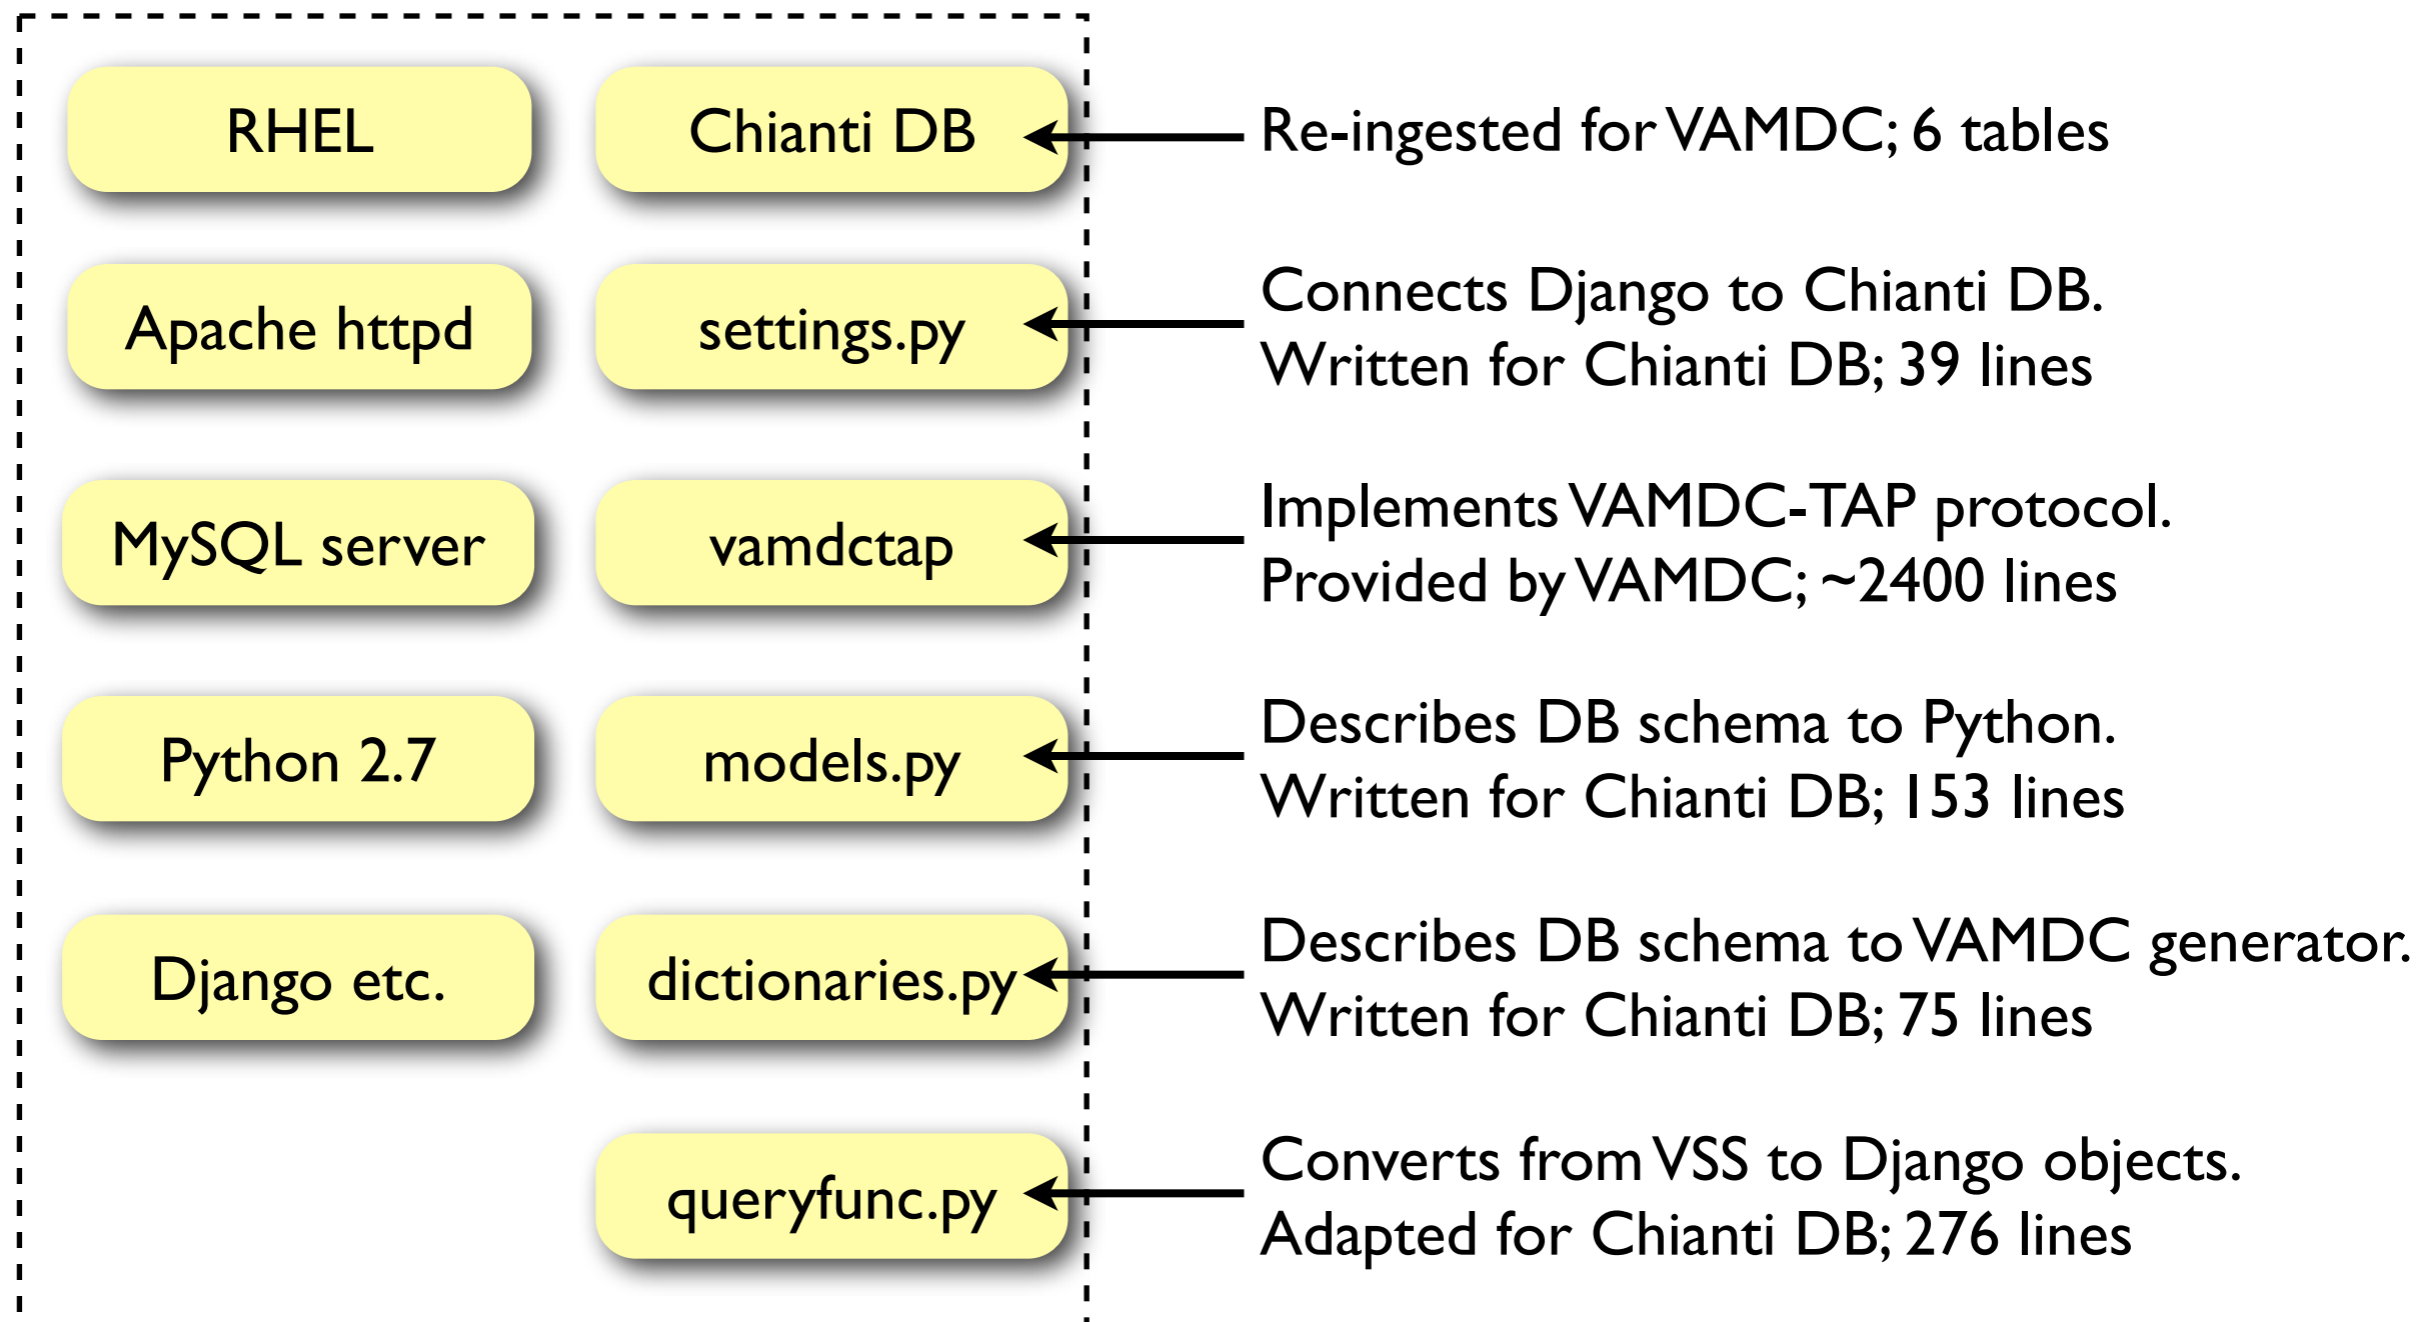 RHEL
Chianti DB
Re-ingested for VAMDC; 6 tables
Apache httpd
settings.py
Connects Django to Chianti DB.
Written for Chianti DB; 39 lines
MySQL server
vamdctap
Implements VAMDC-TAP protocol.
Provided by VAMDC; ~2400 lines
Python 2.7
models.py
Describes DB schema to Python.
Written for Chianti DB; 153 lines
Django etc.
dictionaries.py
Describes DB schema to VAMDC generator.
Written for Chianti DB; 75 lines
queryfunc.py
Converts from VSS to Django objects.
Adapted for Chianti DB; 276 lines